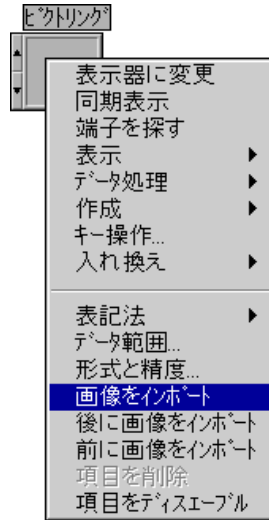 ﾋﾟｸﾄﾘﾝｸﾞ
表示器に変更
同期表示
端子を探す
表示
ﾃﾞｰﾀ処理
作成
ｷｰ操作...
入れ換え
表記法
ﾃﾞｰﾀ範囲...
形式と精度...
画像をｲﾝﾎﾟｰﾄ
後に画像をｲﾝﾎﾟｰﾄ
前に画像をｲﾝﾎﾟｰﾄ
項目を削除
項目をﾃﾞｨｽｴｰﾌﾞﾙ